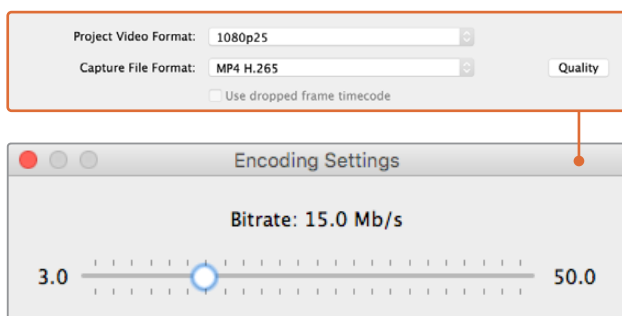 Project Video Format: 1080p25
Capture File Format: MP4 H.265 Quality
Use dropped frame timecode
Encoding Settings
Bitrate: 15.0 Mb/s
3.0 50.0